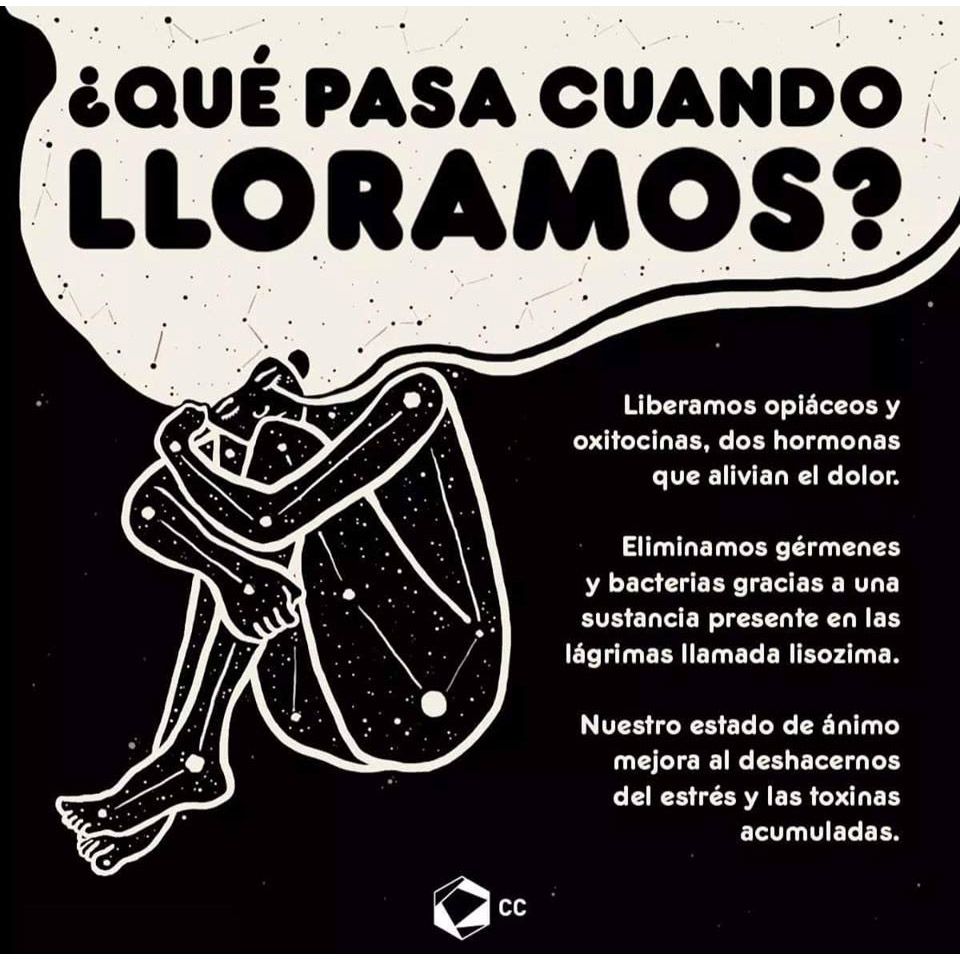 ¿QUÉ PASA CUANDO
LLORAMOS?
Liberamos opiáceos y
oxitocinas, dos hormonas
que alivian el dolor.
Eliminamos gérmenes
y bacterias gracias a una
sustancia presente en las
lágrimas llamada lisozima.
Nuestro estado de ánimo
mejora al deshacernos
del estrés y las toxinas
acumuladas.
CC